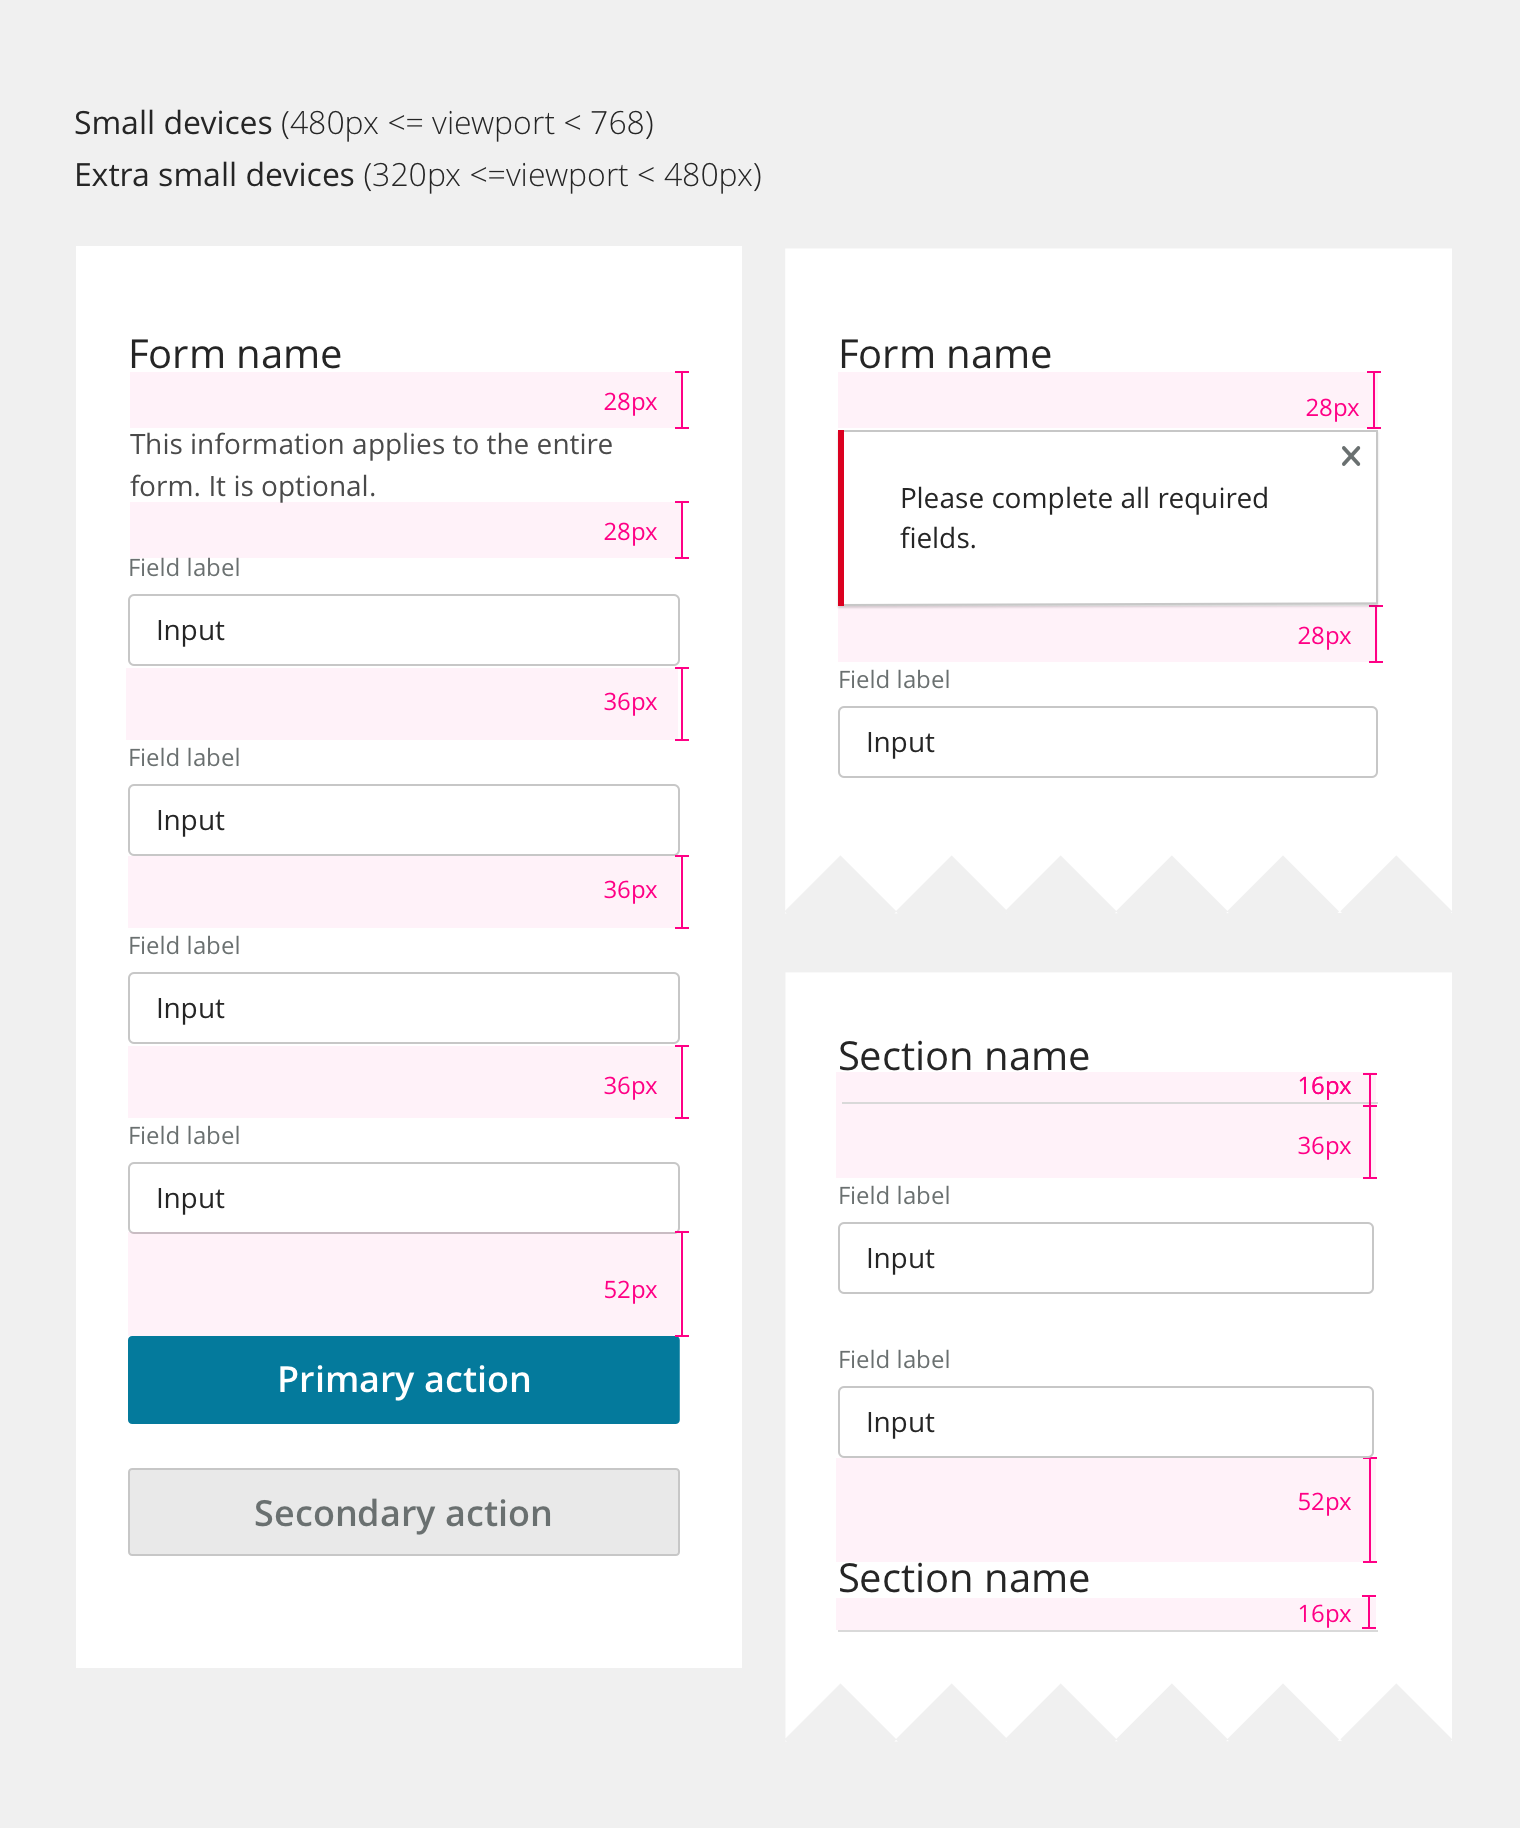 Small devices (480px <= viewport < 768)
Extra small devices (320px <=viewport < 480px)
Form name
28px
This information applies to the entire
form. It is optional.
28px
Field label
Input
36px
Field label
Input
36px
Field label
Input
36px
Field label
Input
52px
Primary action
Secondary action
Form name
28px
Please complete all required
fields.
28px
Field label
Input
Section name
16px
36px
Field label
Input
Field label
Input
52px
Section name
16px